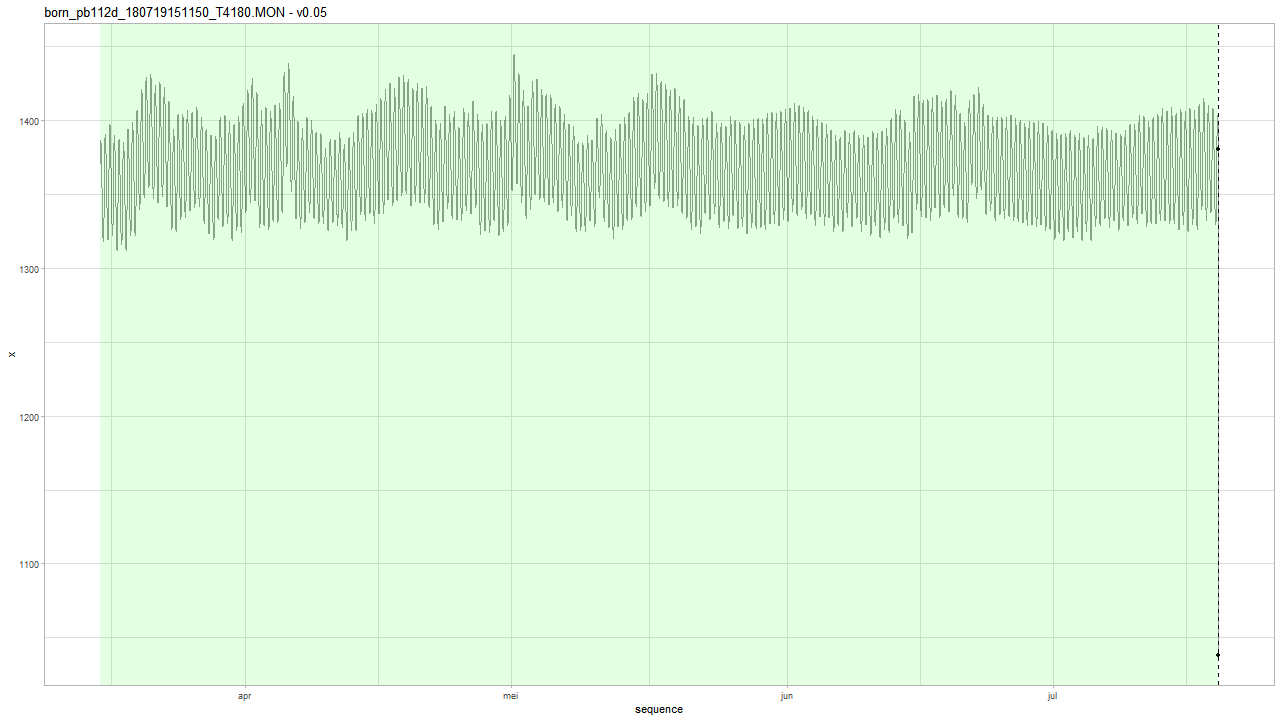 born_pb112d_180719151150_T4180.MON - v0.05
1400
1300
x
1200
1100
apr
mei
jun
jul
sequence